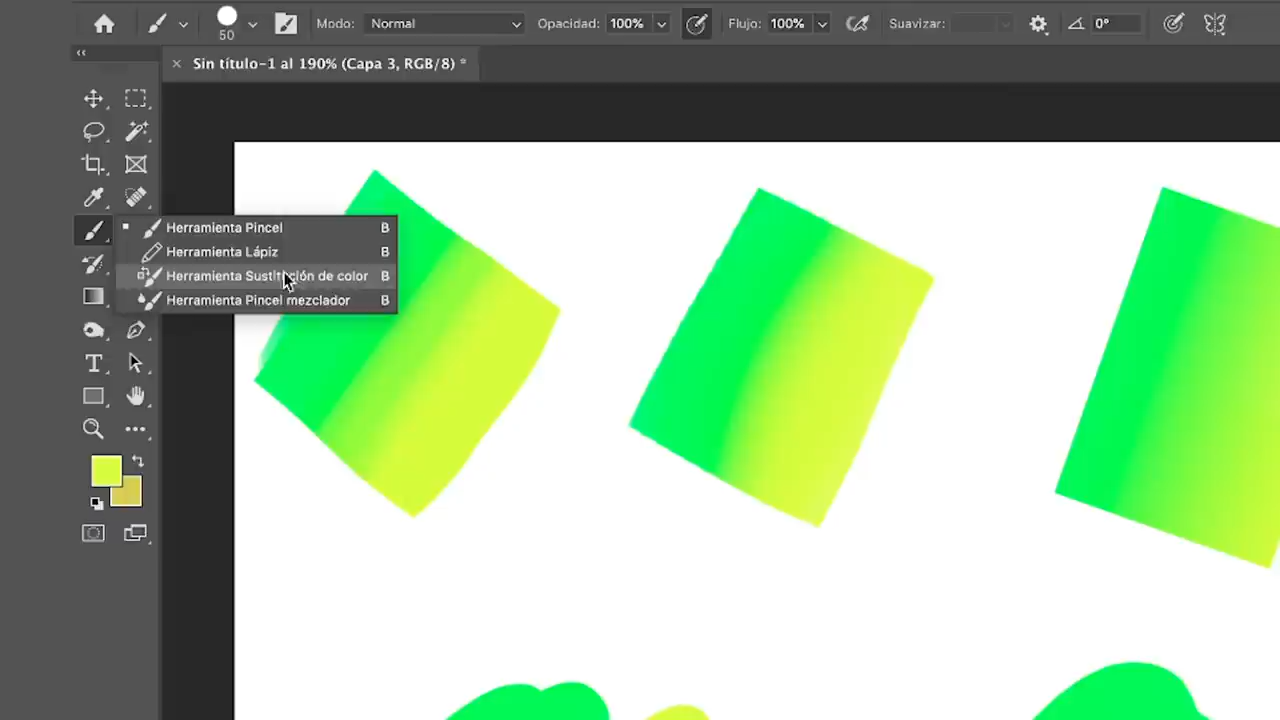 50
Modo: Normal Opacidad: 100% Flujo: 100% Suavizar: 0°
Sin título-1 al 190% (Capa 3, RGB/8) *
Herramienta Pincel B
Herramienta Lápiz B
Herramienta Sustitución de color B
Herramienta Pincel mezclador B